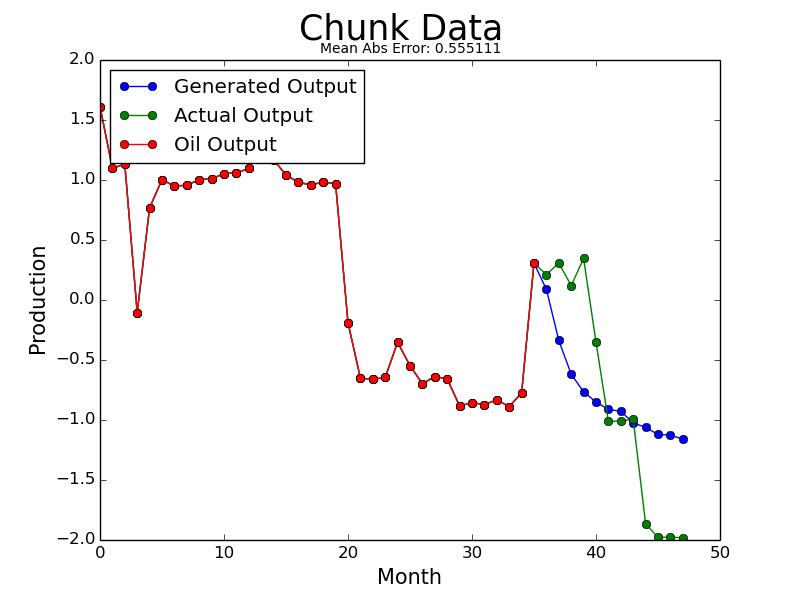 Chunk Data
Mean Abs Error: 0.555111
Generated Output
Actual Output
Oil Output
2.0
1.5
1.0
0.5
0.0
−0.5
−1.0
−1.5
−2.0
Production
0 10 20 30 40 50
Month